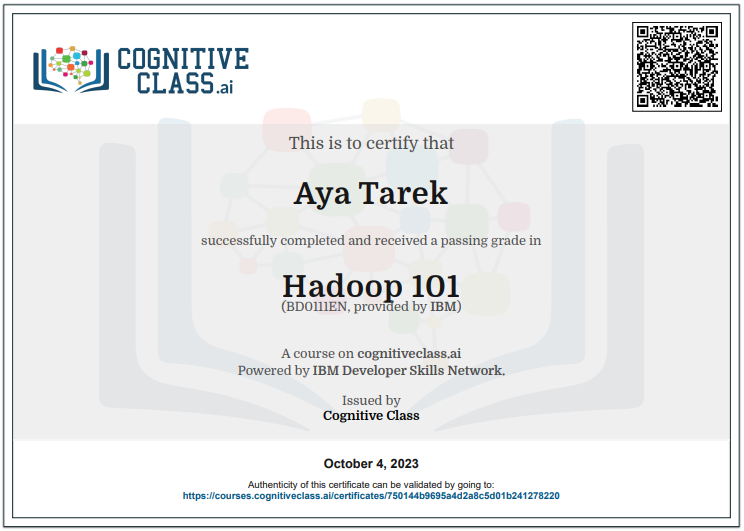 COGNITIVE
CLASS.ai
This is to certify that
Aya Tarek
successfully completed and received a passing grade in
Hadoop 101
(BD0111EN, provided by IBM)
A course on cognitiveclass.ai
Powered by IBM Developer Skills Network.
Issued by
Cognitive Class
October 4, 2023
Authenticity of this certificate can be validated by going to:
https://courses.cognitiveclass.ai/certificates/750144b9695a4d2a8c5d01b241278220